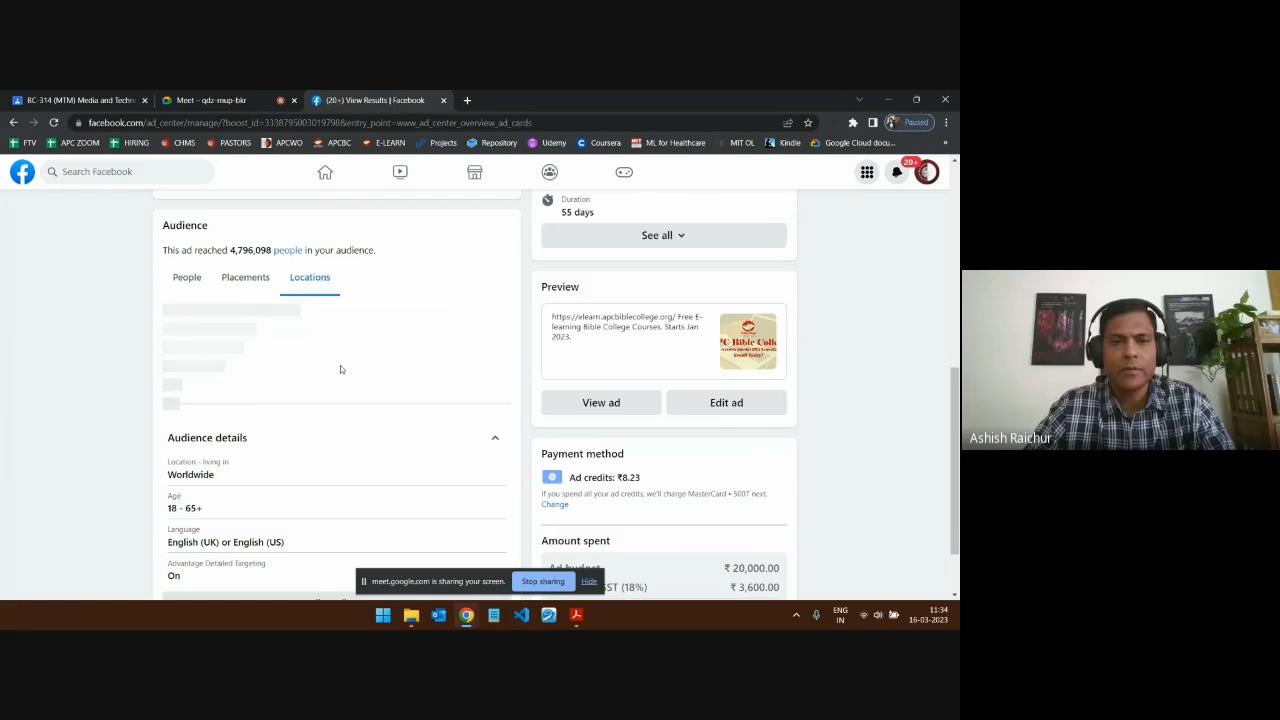 BC-314 (MTM) Media and Techn
Meet – qdz-mup-bkr
(20+) View Results | Facebook
facebook.com/ad_center/manage/?boost_id=3338795003019798&entry_point=www_ad_center_overview_ad_cards
Paused
FTV
APC ZOOM
HIRING
CHMS
PASTORS
APCWO
APCBC
E-LEARN
Projects
Repository
Udemy
Coursera
ML for Healthcare
MIT OL
Kindle
Google Cloud docu...
Search Facebook
20+
Audience
This ad reached 4,796,098 people in your audience.
People
Placements
Locations
Audience details
Location - living in
Worldwide
Age
18 - 65+
Language
English (UK) or English (US)
Advantage Detailed Targeting
On
Duration
55 days
See all
Preview
https://elearn.apcbiblecollege.org/ Free E-
learning Bible College Courses. Starts Jan
2023.
View ad
Edit ad
Payment method
Ad credits: ₹8.23
If you spend all your ad credits, we'll charge MasterCard • 5007 next.
Change
Amount spent
Ad budget
₹ 20,000.00
GST (18%)
₹ 3,600.00
meet.google.com is sharing your screen.
Stop sharing
Hide
ENG
IN
11:34
16-03-2023
Ashish Raichur